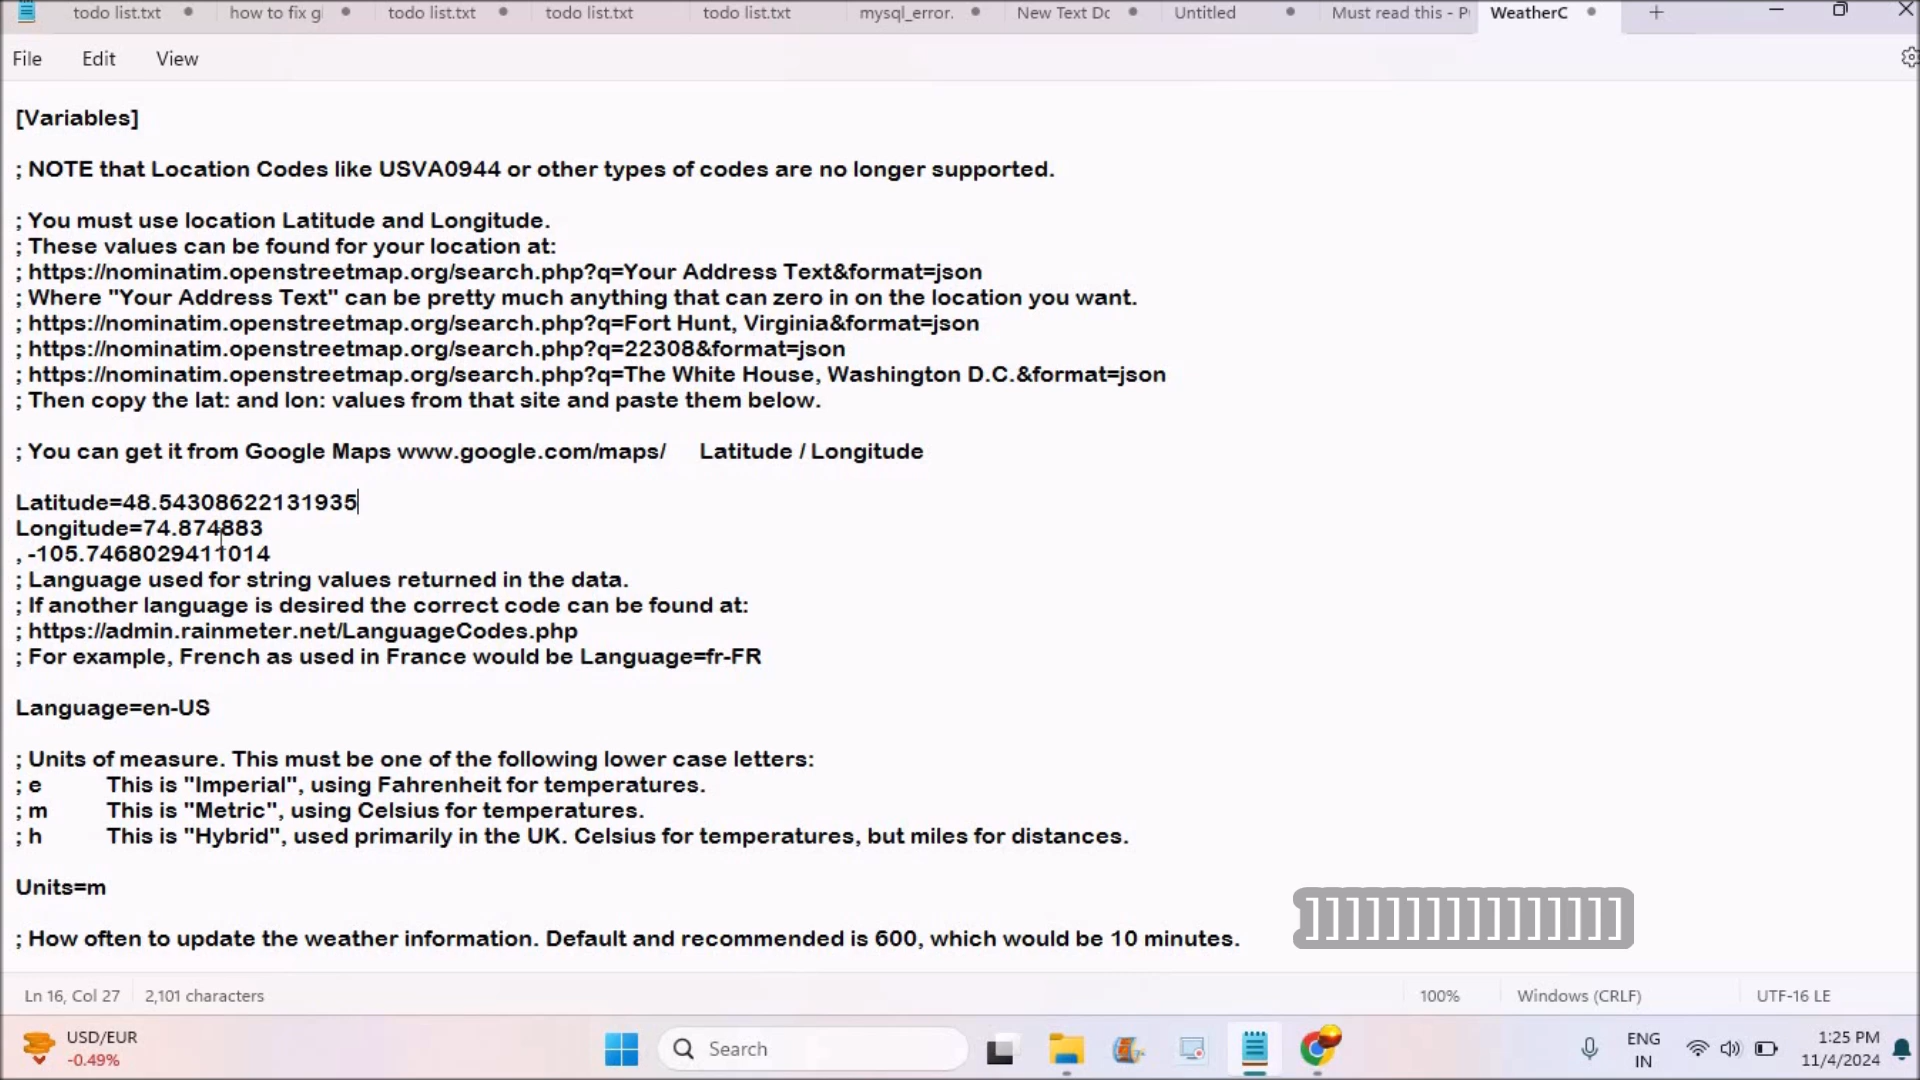 todo list.txt how to fix g todo list.txt todo list.txt todo list.txt mysql_error. New Text Dc Untitled Must read this - P WeatherC
File Edit View
[Variables]
; NOTE that Location Codes like USVA0944 or other types of codes are no longer supported.
; You must use location Latitude and Longitude.
; These values can be found for your location at:
; https://nominatim.openstreetmap.org/search.php?q=Your Address Text&format=json
; Where "Your Address Text" can be pretty much anything that can zero in on the location you want.
; https://nominatim.openstreetmap.org/search.php?q=Fort Hunt, Virginia&format=json
; https://nominatim.openstreetmap.org/search.php?q=22308&format=json
; https://nominatim.openstreetmap.org/search.php?q=The White House, Washington D.C.&format=json
; Then copy the lat: and lon: values from that site and paste them below.
; You can get it from Google Maps www.google.com/maps/ Latitude / Longitude
Latitude=48.54308622131935
Longitude=74.874883
, -105.7468029411014
; Language used for string values returned in the data.
; If another language is desired the correct code can be found at:
; https://admin.rainmeter.net/LanguageCodes.php
; For example, French as used in France would be Language=fr-FR
Language=en-US
; Units of measure. This must be one of the following lower case letters:
; e This is "Imperial", using Fahrenheit for temperatures.
; m This is "Metric", using Celsius for temperatures.
; h This is "Hybrid", used primarily in the UK. Celsius for temperatures, but miles for distances.
Units=m
]]]]]]]]]]]]]]]]
; How often to update the weather information. Default and recommended is 600, which would be 10 minutes.
Ln 16, Col 27 2,101 characters 100% Windows (CRLF) UTF-16 LE
USD/EUR
-0.49%
Search
ENG
IN
1:25 PM
11/4/2024